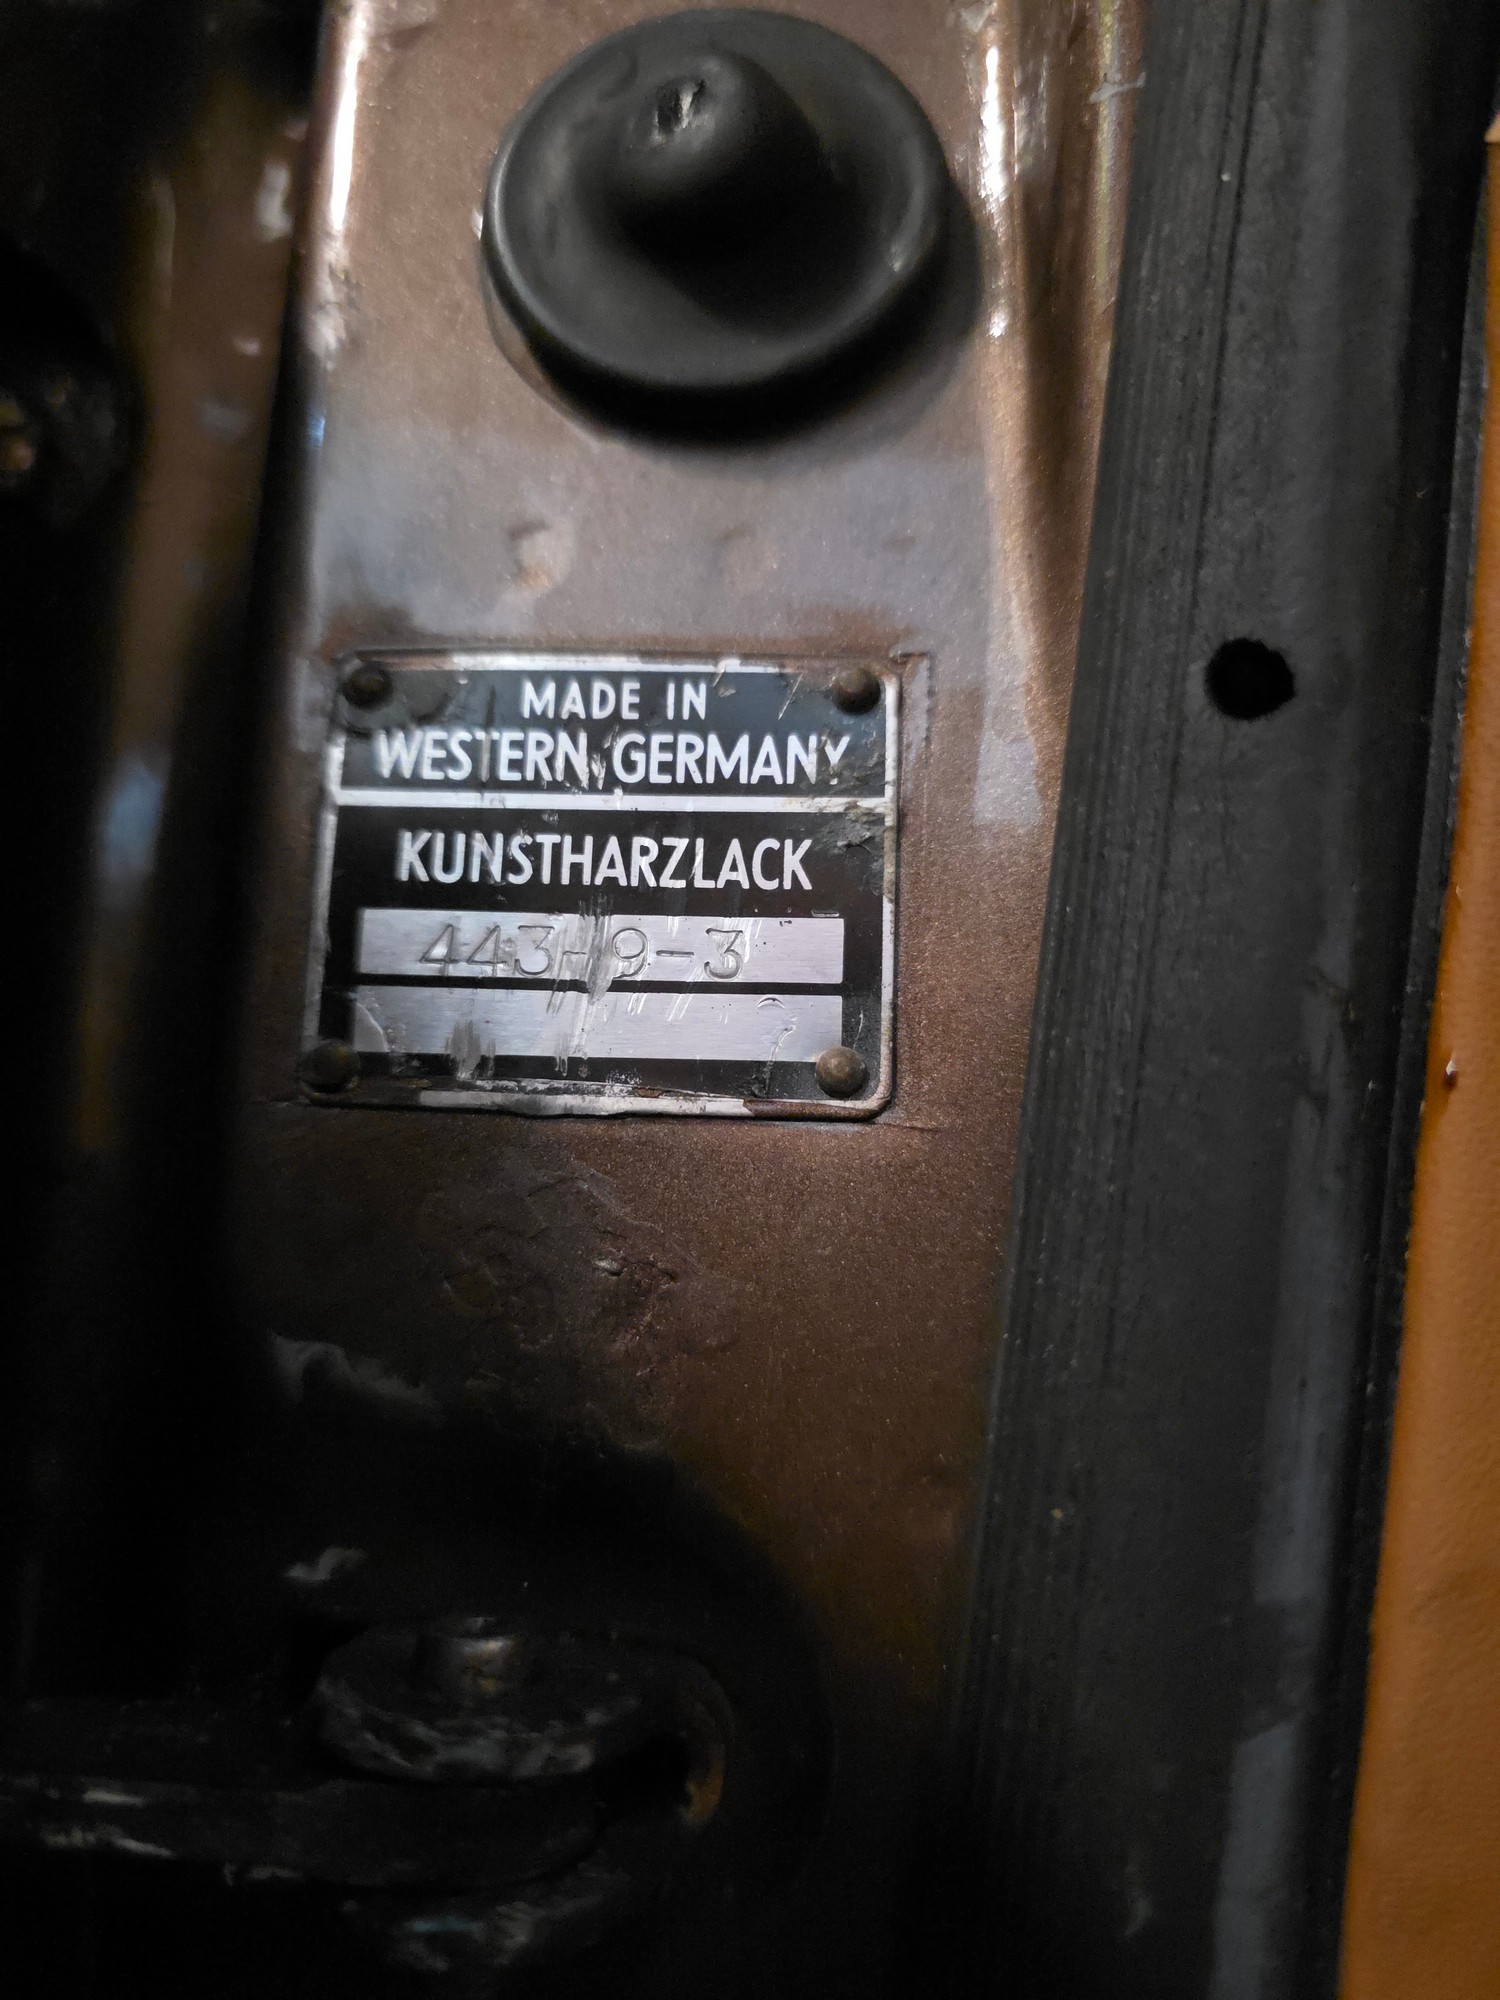 MADE IN
WESTERN GERMANY
KUNSTHARZLACK
443-9-3